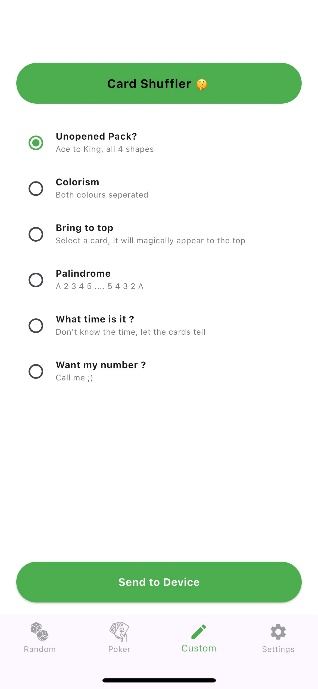 Card Shuffler 🤫
Unopened Pack?
Ace to King, all 4 shapes
Colorism
Both colours seperated
Bring to top
Select a card, it will magically appear to the top
Palindrome
A 2 3 4 5 .... 5 4 3 2 A
What time is it ?
Don't know the time, let the cards tell
Want my number ?
Call me ;)
Send to Device
Random
Poker
Custom
Settings